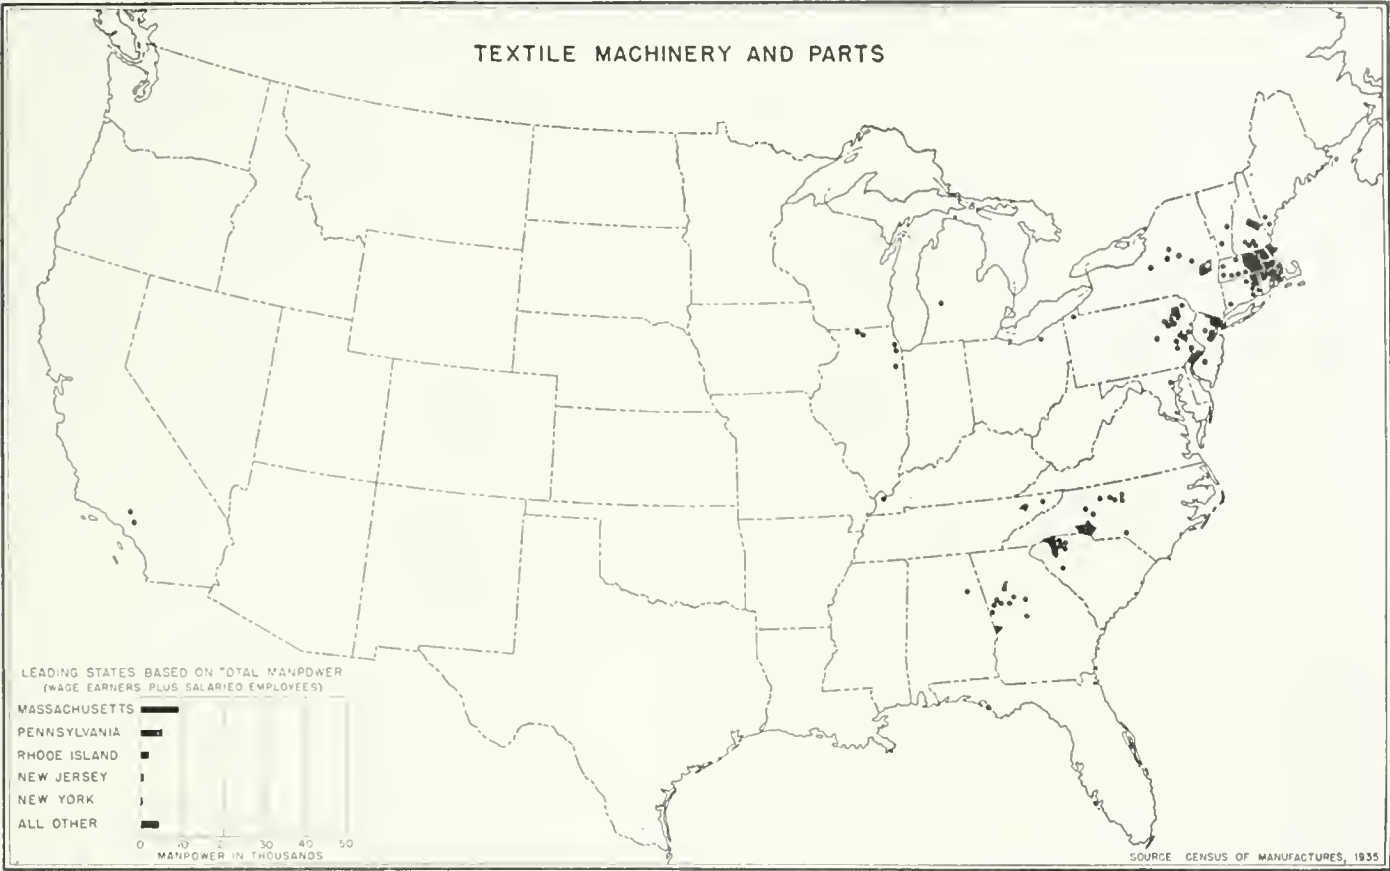 TEXTILE MACHINERY AND PARTS
LEADING STATES BASED ON TOTAL MANPOWER
(WAGE EARNERS PLUS SALARIED EMPLOYEES)
MASSACHUSETTS
PENNSYLVANIA
RHODE ISLAND
NEW JERSEY
NEW YORK
ALL OTHER
0 10 30 40 50
MANPOWER IN THOUSANDS
SOURCE CENSUS OF MANUFACTURES, 1935